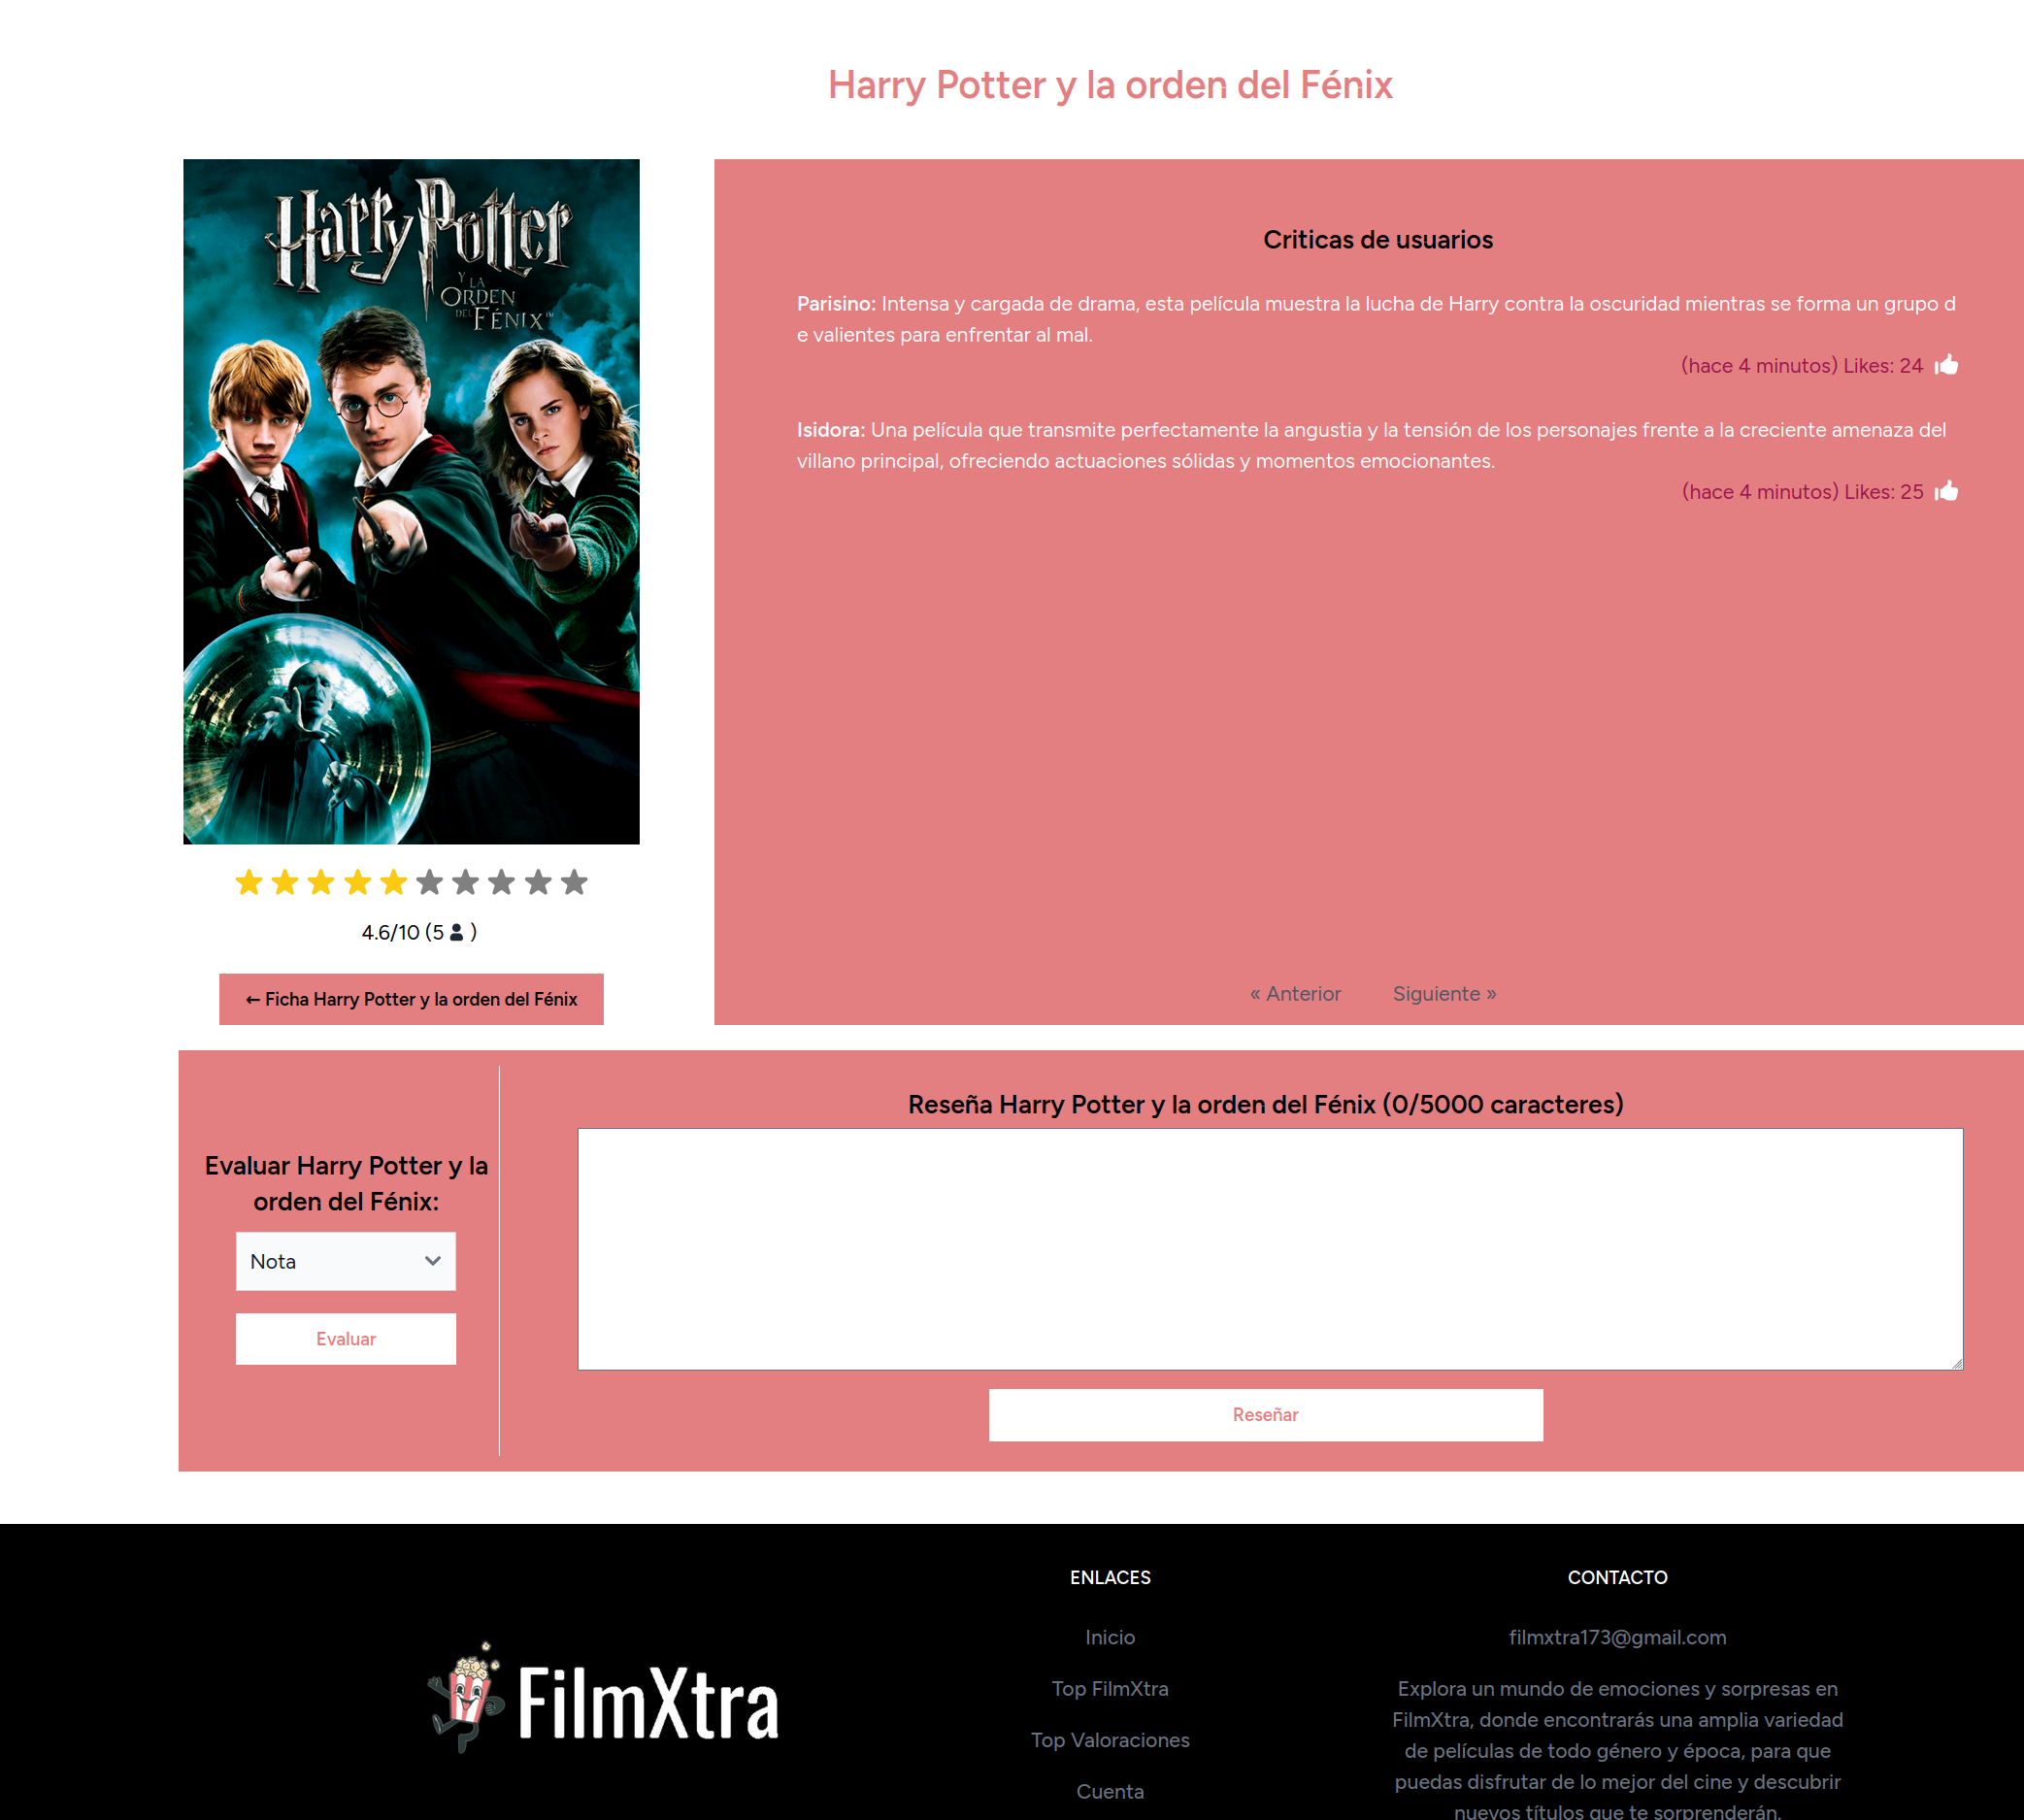 Harry Potter y la orden del Fénix
Harry Potter
Y LA
ORDEN
DEL FÉNIX™
Criticas de usuarios
Parisino: Intensa y cargada de drama, esta película muestra la lucha de Harry contra la oscuridad mientras se forma un grupo d
e valientes para enfrentar al mal.
(hace 4 minutos) Likes: 24
Isidora: Una película que transmite perfectamente la angustia y la tensión de los personajes frente a la creciente amenaza del
villano principal, ofreciendo actuaciones sólidas y momentos emocionantes.
(hace 4 minutos) Likes: 25
4.6/10 (5 )
← Ficha Harry Potter y la orden del Fénix
« Anterior Siguiente »
Evaluar Harry Potter y la
orden del Fénix:
Nota
Evaluar
Reseña Harry Potter y la orden del Fénix (0/5000 caracteres)
Reseñar
FilmXtra
ENLACES
Inicio
Top FilmXtra
Top Valoraciones
Cuenta
CONTACTO
filmxtra173@gmail.com
Explora un mundo de emociones y sorpresas en
FilmXtra, donde encontrarás una amplia variedad
de películas de todo género y época, para que
puedas disfrutar de lo mejor del cine y descubrir
nuevos títulos que te sorprenderán.